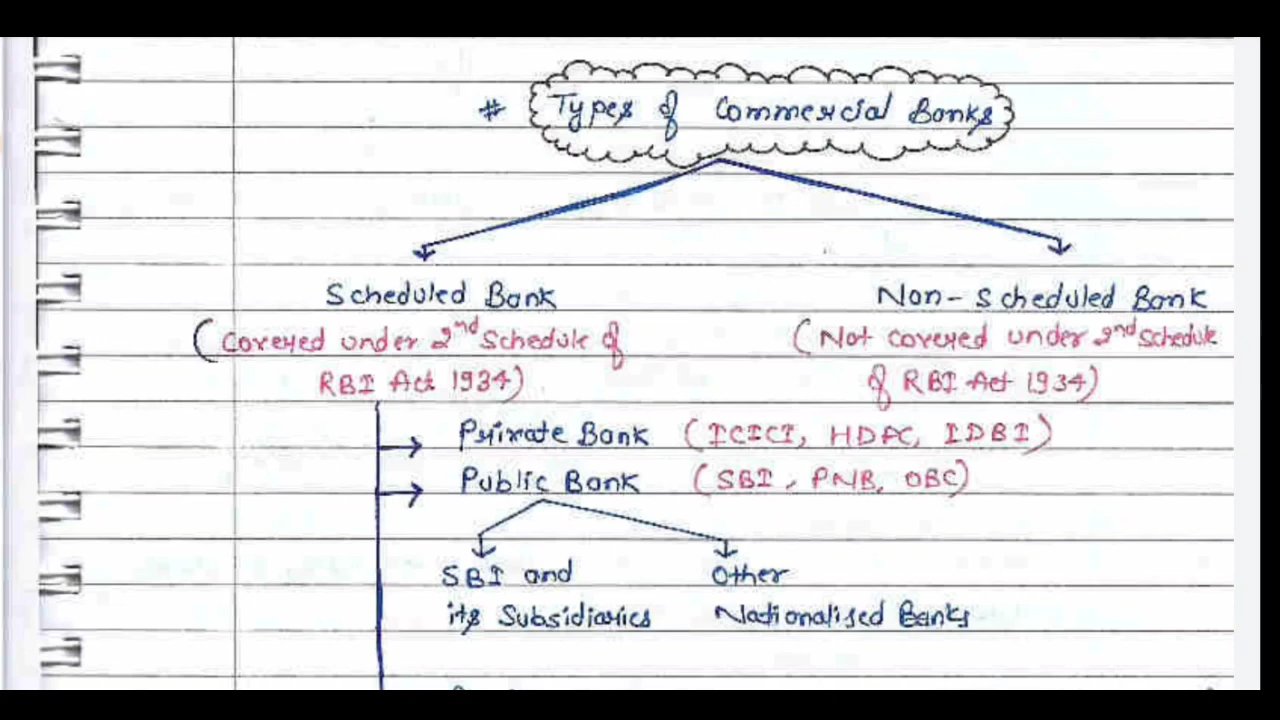 # Types of Commercial Banks
Scheduled Bank
Non-Scheduled Bank
(Covered under 2nd Schedule of
RBI Act 1934)
(Not covered under 2nd Schedule
of RBI Act 1934)
→ Private Bank (ICICI, HDFC, IDBI)
→ Public Bank (SBI, PNB, OBC)
SBI and
its Subsidiaries
Other
Nationalised Banks